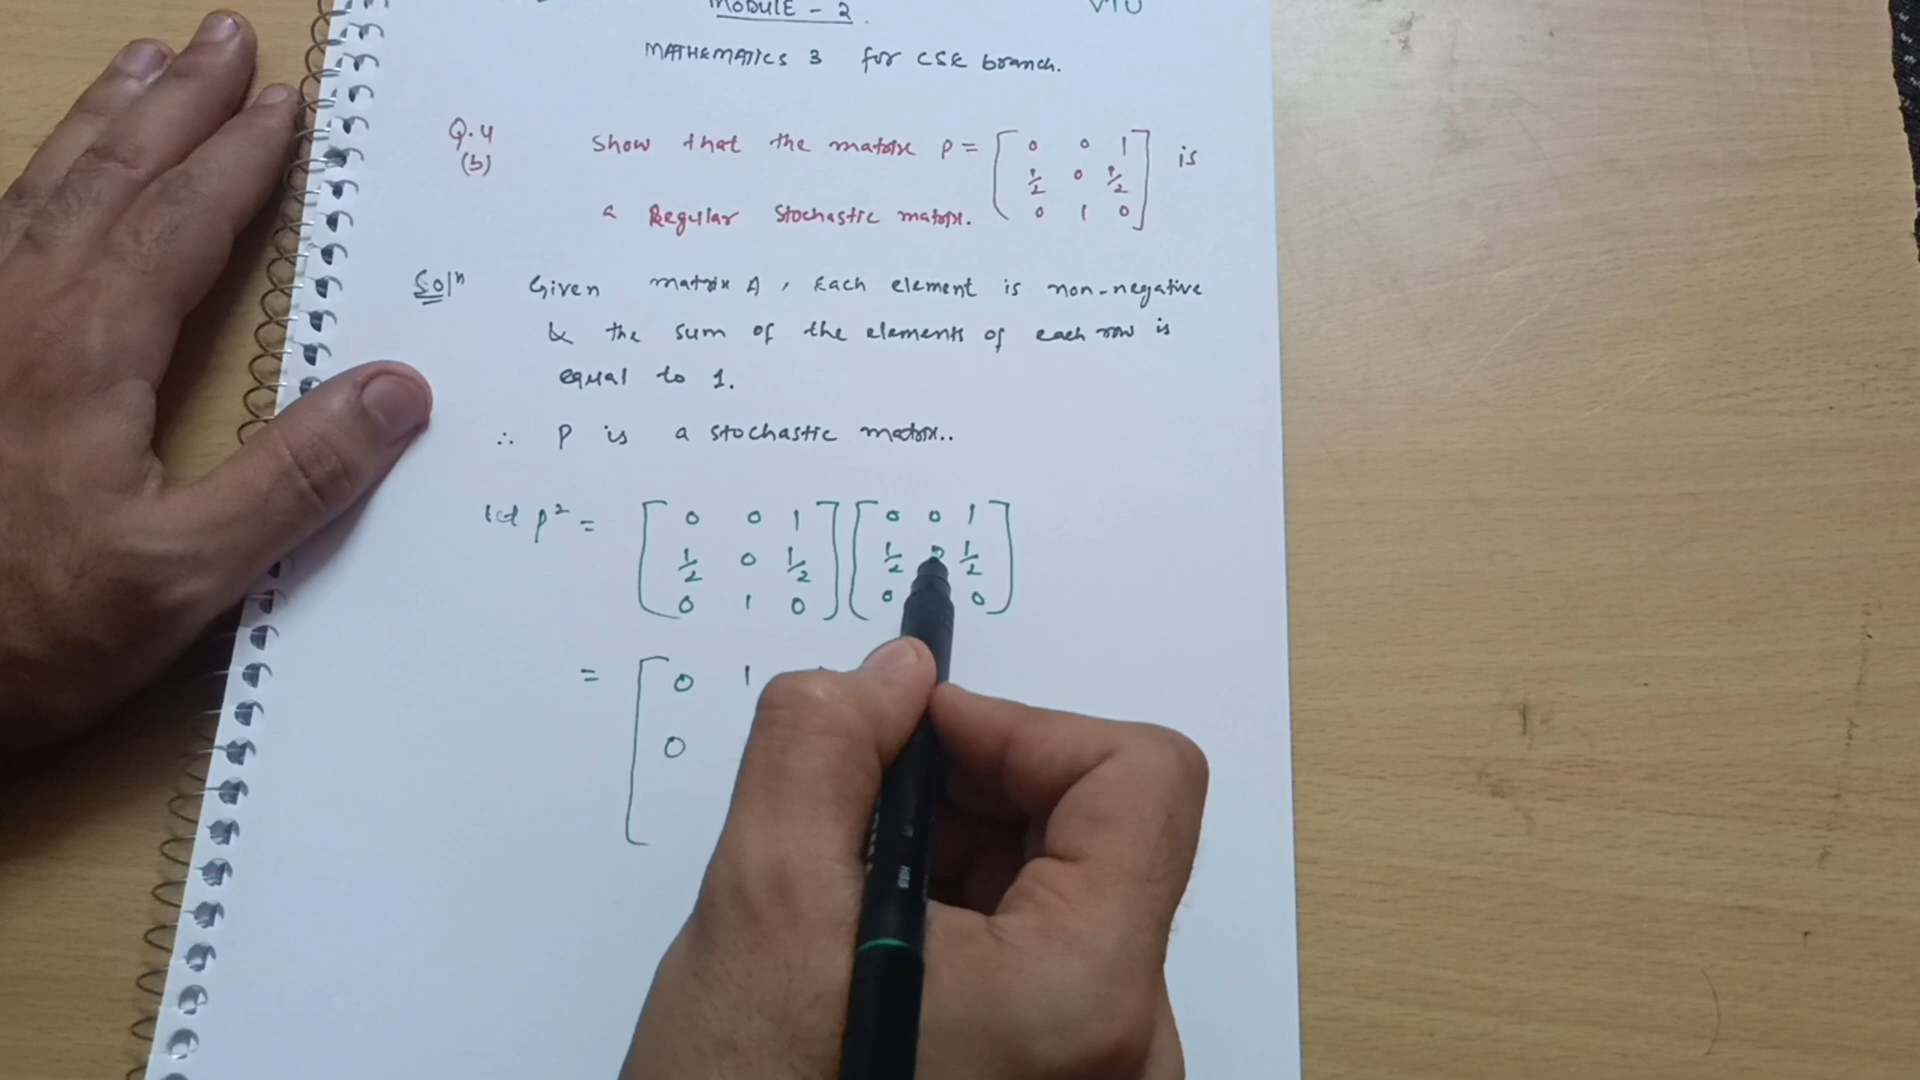 MODULE - 2. VTU
MATHEMATICS 3 for CSE branch.
Q.4 Show that the matrix P = [ 0 0 1 ] is
(b) [ 1/2 0 1/2 ]
a Regular Stochastic matrix. [ 0 1 0 ]
Soln Given matrix A, Each element is non-negative
& the sum of the elements of each row is
equal to 1.
∴ P is a stochastic matrix..
let P² = [ 0 0 1 ] [ 0 0 1 ]
[ 1/2 0 1/2 ] [ 1/2 0 1/2 ]
[ 0 1 0 ] [ 0 0 ]
= [ 0 1
0